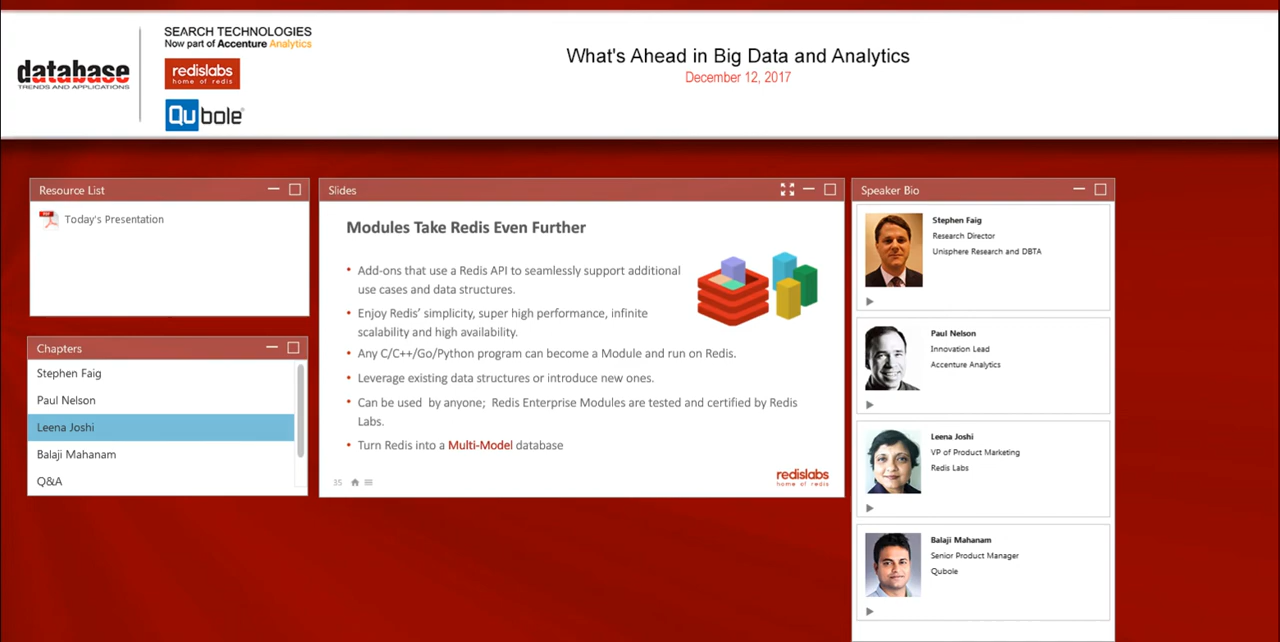 database
TRENDS AND APPLICATIONS
SEARCH TECHNOLOGIES
Now part of Accenture Analytics
redislabs
home of redis
Qubole
What's Ahead in Big Data and Analytics
December 12, 2017
Resource List
Today's Presentation
Chapters
Stephen Faig
Paul Nelson
Leena Joshi
Balaji Mahanam
Q&A
Slides
Modules Take Redis Even Further
• Add-ons that use a Redis API to seamlessly support additional
use cases and data structures.
• Enjoy Redis’ simplicity, super high performance, infinite
scalability and high availability.
• Any C/C++/Go/Python program can become a Module and run on Redis.
• Leverage existing data structures or introduce new ones.
• Can be used by anyone; Redis Enterprise Modules are tested and certified by Redis
Labs.
• Turn Redis into a Multi-Model database
35
redislabs
home of redis
Speaker Bio
Stephen Faig
Research Director
Unisphere Research and DBTA
Paul Nelson
Innovation Lead
Accenture Analytics
Leena Joshi
VP of Product Marketing
Redis Labs
Balaji Mahanam
Senior Product Manager
Qubole